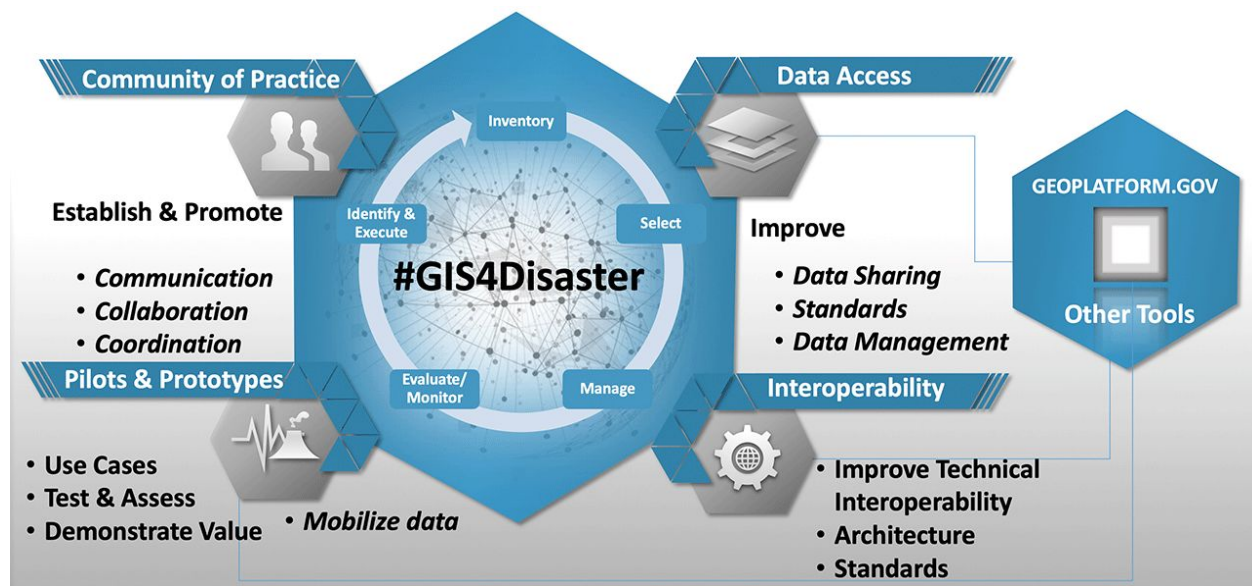 Community of Practice
Establish & Promote
• Communication
• Collaboration
• Coordination
Pilots & Prototypes
• Use Cases
• Test & Assess
• Demonstrate Value
• Mobilize data
#GIS4Disaster
Inventory
Select
Manage
Evaluate/
Monitor
Identify &
Execute
Data Access
Improve
• Data Sharing
• Standards
• Data Management
Interoperability
• Improve Technical
Interoperability
• Architecture
• Standards
GEOPLATFORM.GOV
Other Tools